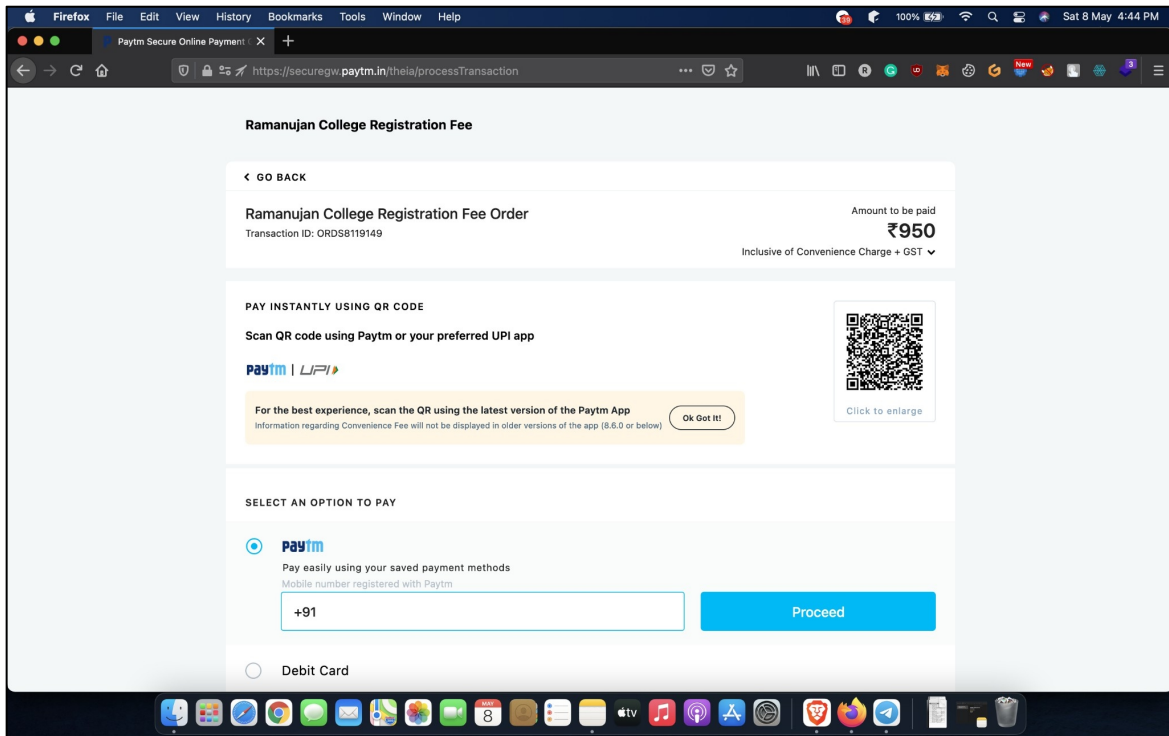 Firefox File Edit View History Bookmarks Tools Window Help
39
100%
Sat 8 May 4:44 PM
Paytm Secure Online Payment
https://securegw.paytm.in/theia/processTransaction
New
3
Ramanujan College Registration Fee
GO BACK
Ramanujan College Registration Fee Order
Transaction ID: ORDS8119149
Amount to be paid
₹950
Inclusive of Convenience Charge + GST
PAY INSTANTLY USING QR CODE
Scan QR code using Paytm or your preferred UPI app
Paytm | UPI
For the best experience, scan the QR using the latest version of the Paytm App
Information regarding Convenience Fee will not be displayed in older versions of the app (8.6.0 or below)
Ok Got It!
Click to enlarge
SELECT AN OPTION TO PAY
Paytm
Pay easily using your saved payment methods
Mobile number registered with Paytm
+91
Proceed
Debit Card
MAY
8
tv